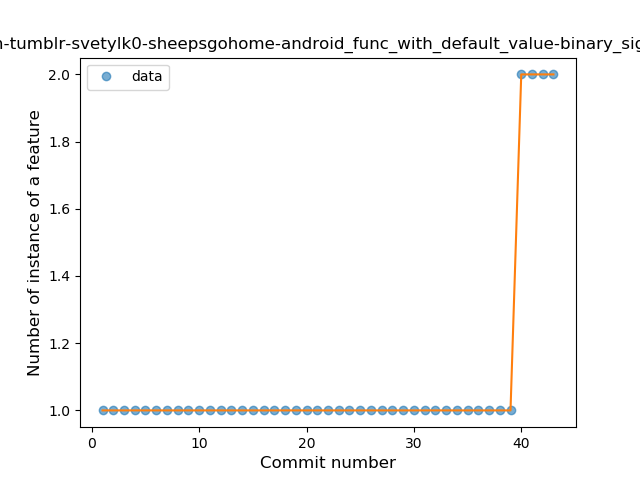 n-tumblr-svetylk0-sheepsgohome-android_func_with_default_value-binary_sig
data
Number of instance of a feature
2.0
1.8
1.6
1.4
1.2
1.0
0 10 20 30 40
Commit number